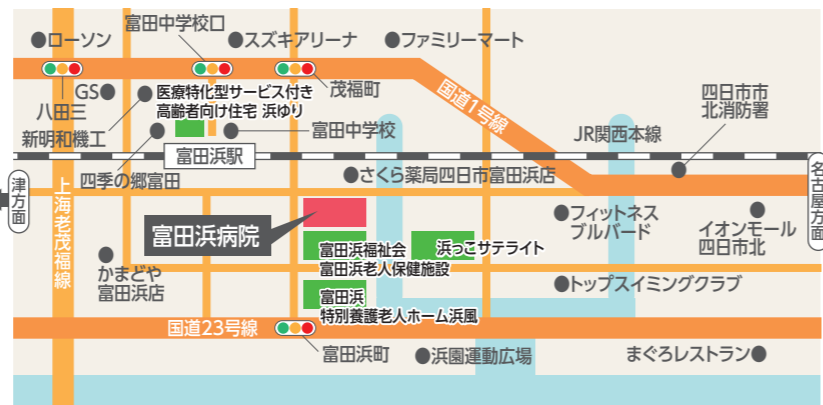 富田中学校口
ローソン
スズキアリーナ
ファミリーマート
GS
医療特化型サービス付き
高齢者向け住宅 浜ゆり
茂福町
国道1号線
四日市市
北消防署
八田三
新明和機工
富田中学校
JR関西本線
富田浜駅
四季の郷富田
さくら薬局四日市富田浜店
津方面
名古屋方面
上海老茂福線
富田浜病院
フィットネス
ブルバード
イオンモール
四日市北
富田浜福祉会
富田浜老人保健施設
浜っこサテライト
かまどや
富田浜店
トップスイミングクラブ
富田浜
特別養護老人ホーム浜風
国道23号線
富田浜町
浜園運動広場
まぐろレストラン